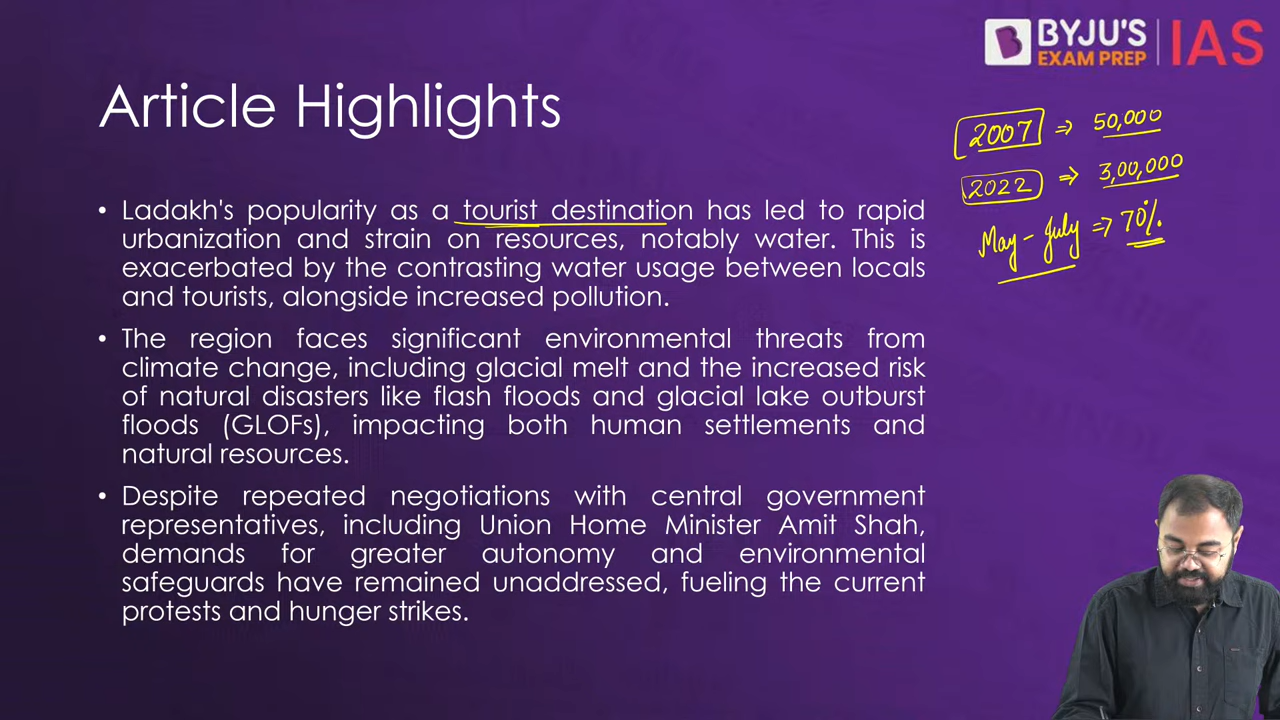 BYJU'S
EXAM PREP
IAS
Article Highlights
2007 ⇒ 50,000
2022 ⇒ 3,00,000
May - July ⇒ 70%.
• Ladakh's popularity as a tourist destination has led to rapid
urbanization and strain on resources, notably water. This is
exacerbated by the contrasting water usage between locals
and tourists, alongside increased pollution.
• The region faces significant environmental threats from
climate change, including glacial melt and the increased risk
of natural disasters like flash floods and glacial lake outburst
floods (GLOFs), impacting both human settlements and
natural resources.
• Despite repeated negotiations with central government
representatives, including Union Home Minister Amit Shah,
demands for greater autonomy and environmental
safeguards have remained unaddressed, fueling the current
protests and hunger strikes.